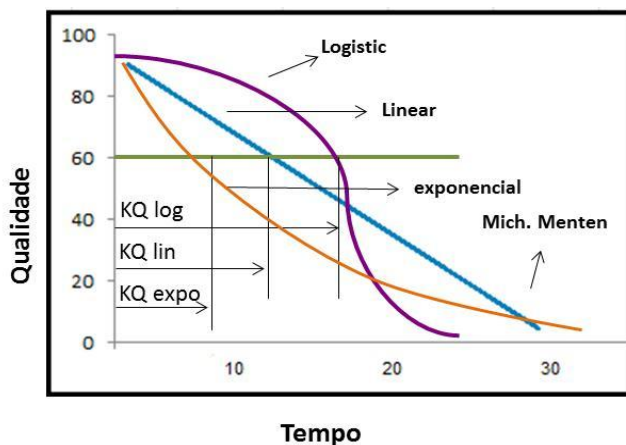 100
80
60
40
20
0
Qualidade
Logistic
Linear
exponencial
Mich. Menten
KQ log
KQ lin
KQ expo
10
20
30
Tempo